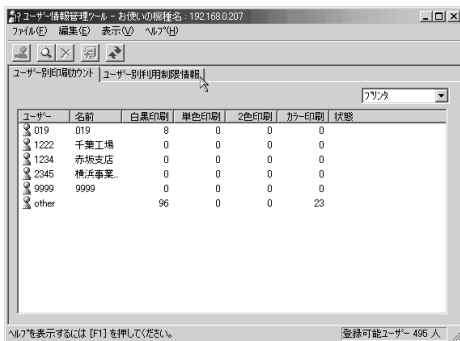 ユーザー情報管理ツール - お使いの機種名 : 192.168.0.207
ファイル(F) 編集(E) 表示(V) ヘルプ(H)
ユーザー別印刷カウント ユーザー別利用制限情報
プリンタ
ユーザー 名前 白黒印刷 単色印刷 2色印刷 カラー印刷 状態
019 019 8 0 0 0
1222 千葉工場 0 0 0 0
1234 赤坂支店 0 0 0 0
2345 横浜事業... 0 0 0 0
9999 9999 0 0 0 0
other 96 0 0 23
ヘルプを表示するには [F1] を押してください。 登録可能ユーザー 495 人